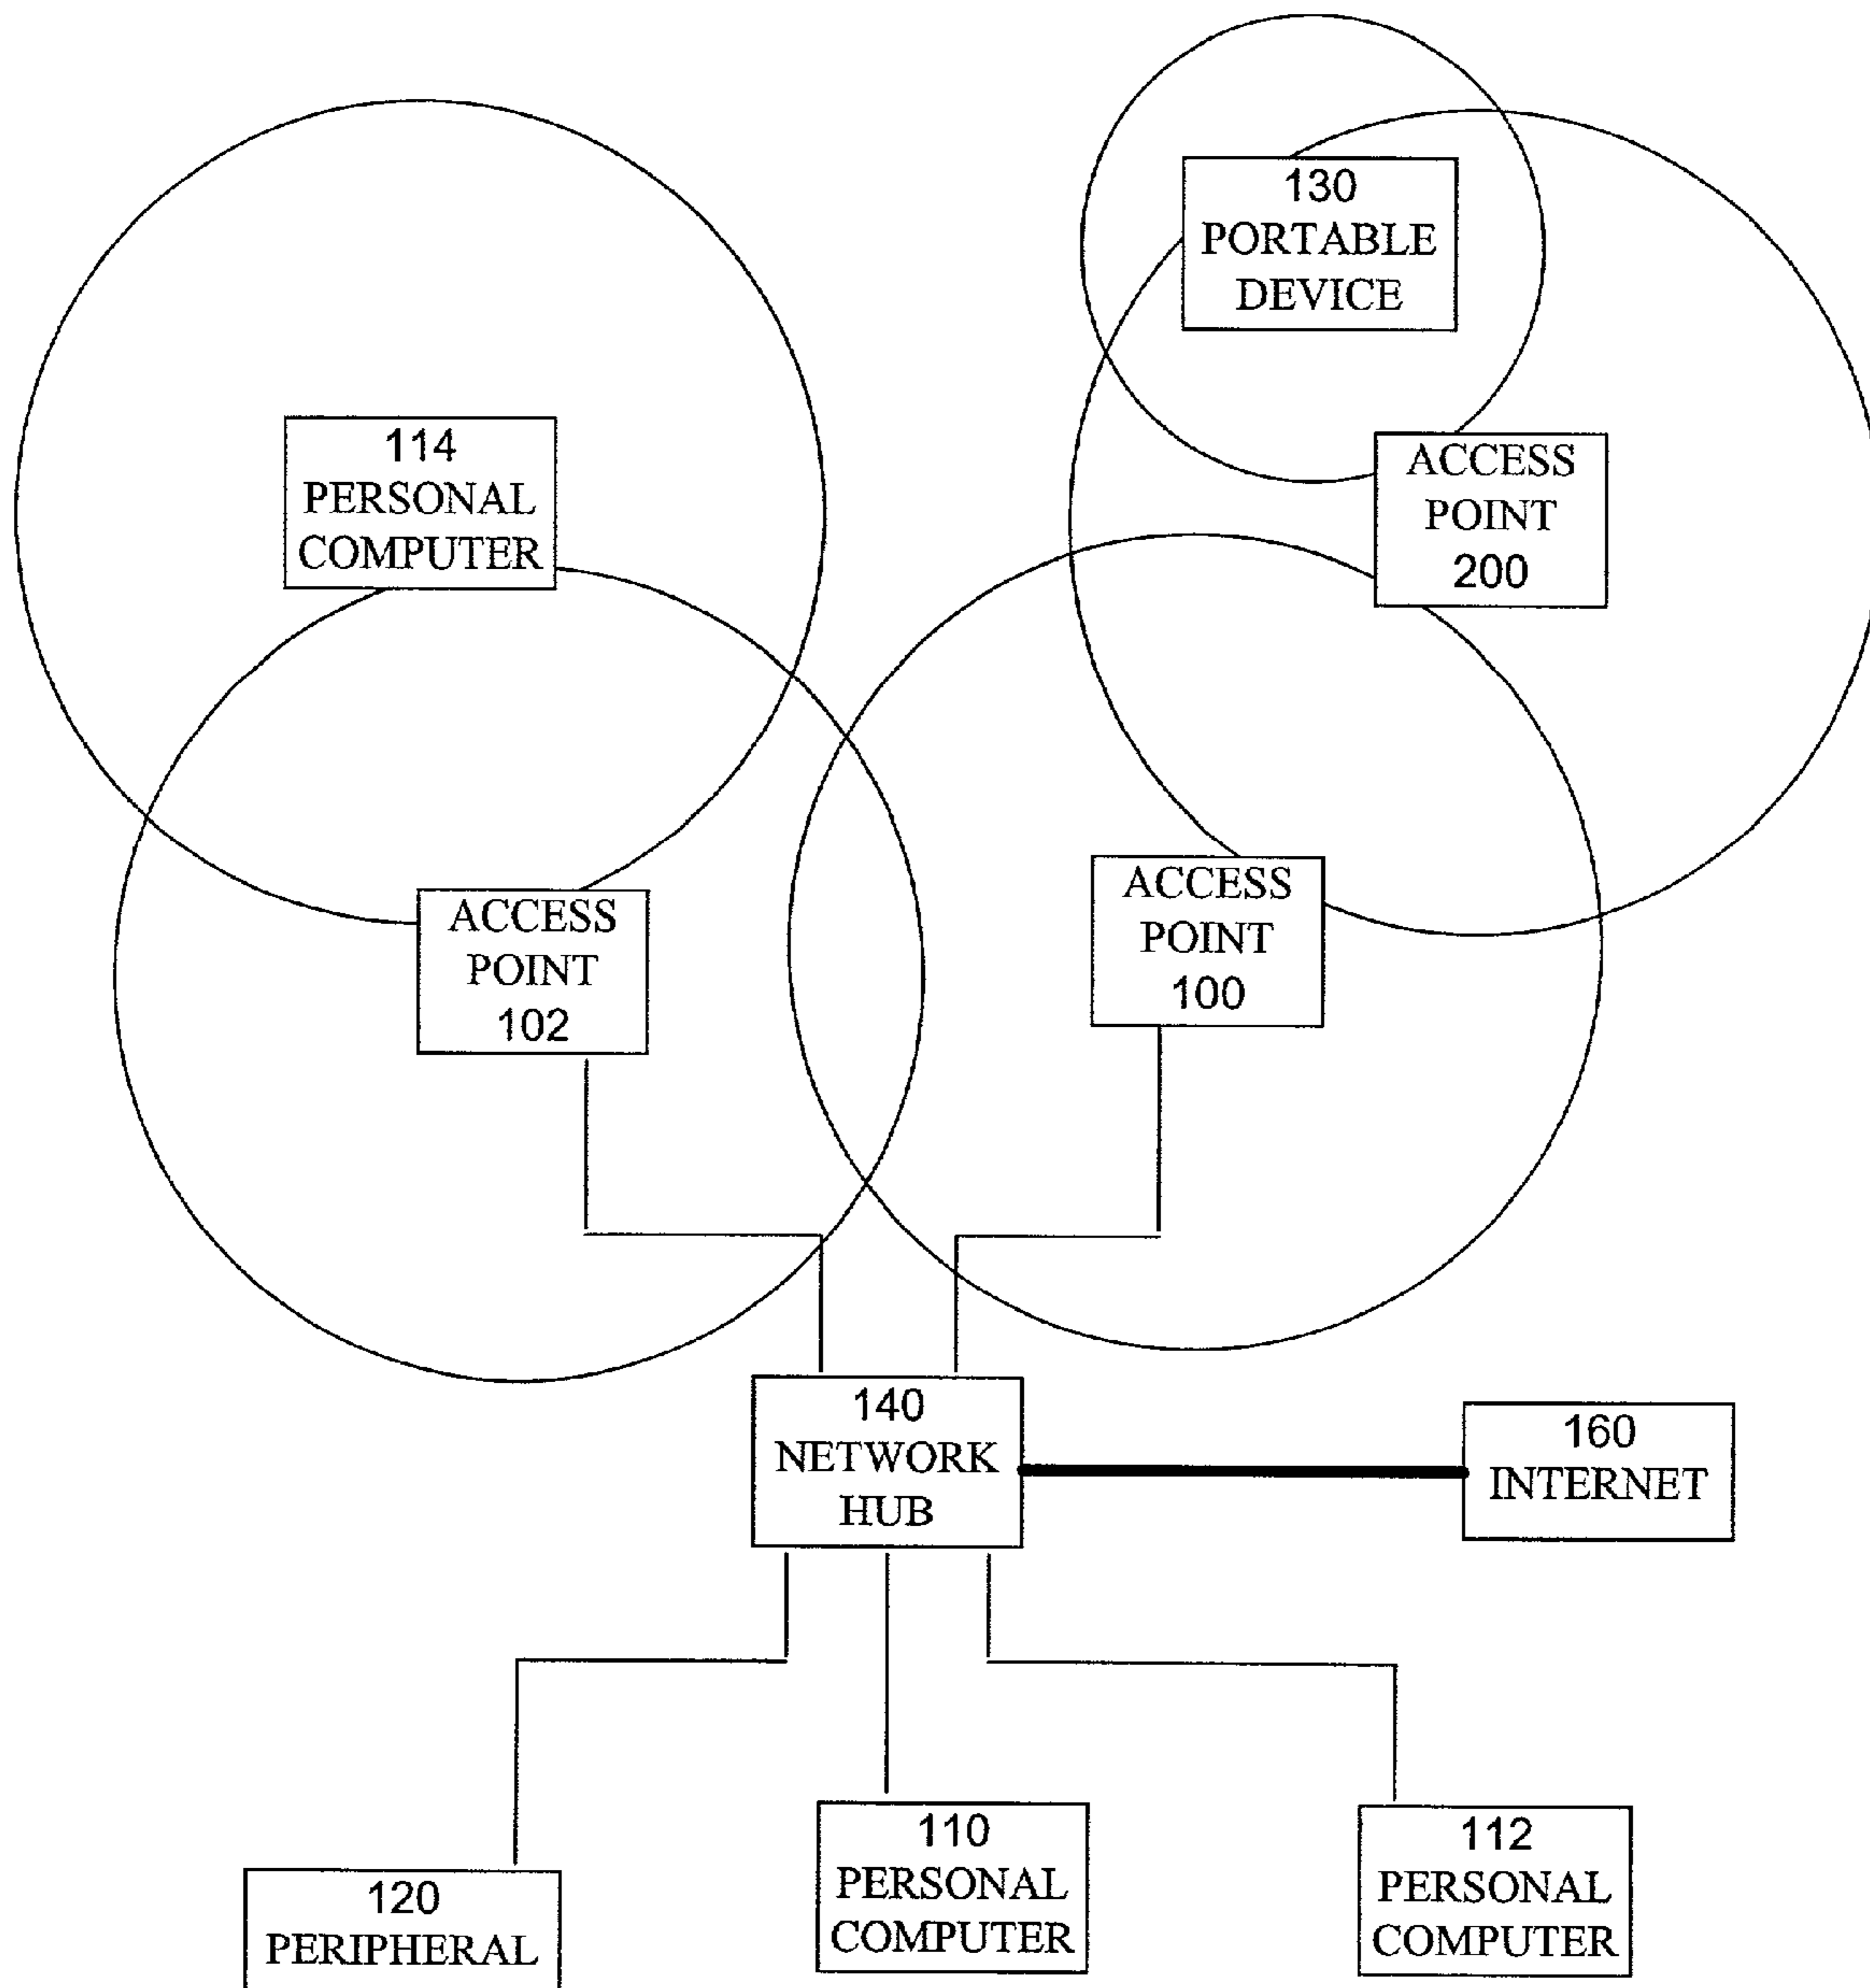 130
PORTABLE
DEVICE
114
PERSONAL
COMPUTER
ACCESS
POINT
200
ACCESS
POINT
102
ACCESS
POINT
100
140
NETWORK
HUB
160
INTERNET
120
PERIPHERAL
110
PERSONAL
COMPUTER
112
PERSONAL
COMPUTER